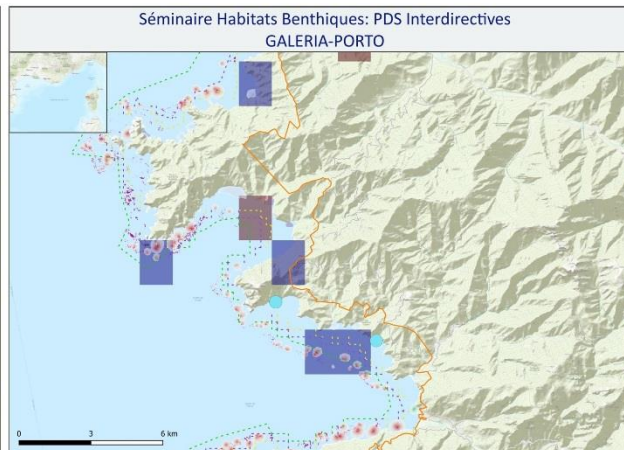 Séminaire Habitats Benthiques: PDS Interdirectives
GALERIA-PORTO
0 3 6 km